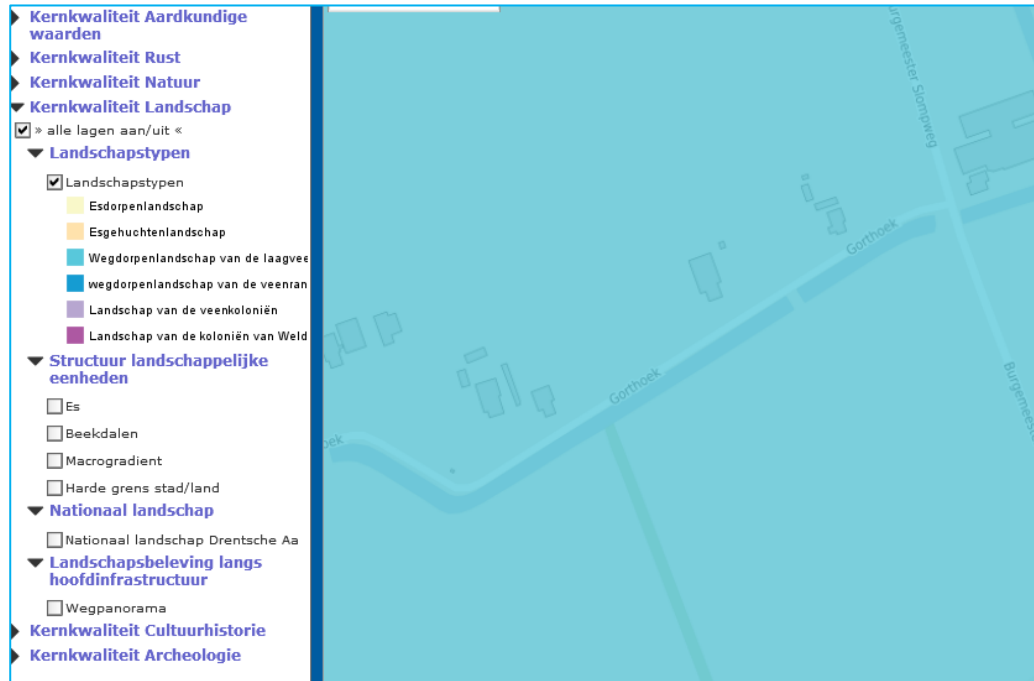 Kernkwaliteit Aardkundige
waarden
Kernkwaliteit Rust
Kernkwaliteit Natuur
Kernkwaliteit Landschap
» alle lagen aan/uit «
Landschapstypen
Landschapstypen
Esdorpenlandschap
Esgehuchtenlandschap
Wegdorpenlandschap van de laagvee
wegdorpenlandschap van de veenran
Landschap van de veenkoloniën
Landschap van de koloniën van Weld
Structuur landschappelijke
eenheden
Es
Beekdalen
Macrogradient
Harde grens stad/land
Nationaal landschap
Nationaal landschap Drentsche Aa
Landschapsbeleving langs
hoofdinfrastructuur
Wegpanorama
Kernkwaliteit Cultuurhistorie
Kernkwaliteit Archeologie
Burgemeester Slompweg
Gorthoek
Gorthoek
oek
Burgemeester